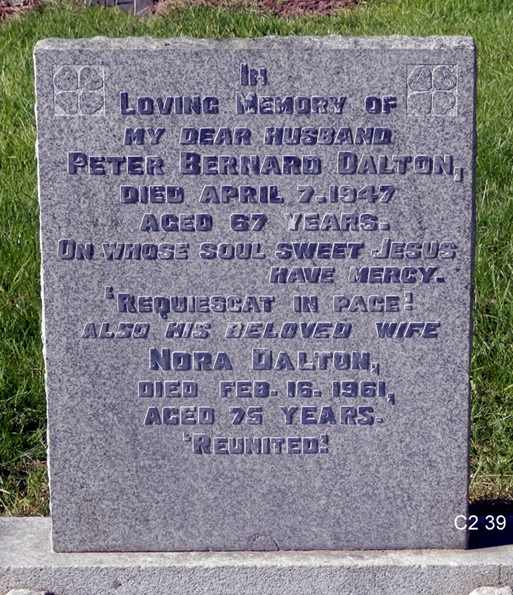 IN
LOVING MEMORY OF
MY DEAR HUSBAND
PETER BERNARD DALTON,
DIED APRIL 7.1947
AGED 67 YEARS.
ON WHOSE SOUL SWEET JESUS
HAVE MERCY.
'REQUIESCAT IN PACE'.
ALSO HIS BELOVED WIFE
NORA DALTON,
DIED FEB. 16. 1961,
AGED 75 YEARS.
'REUNITED'.
C2 39